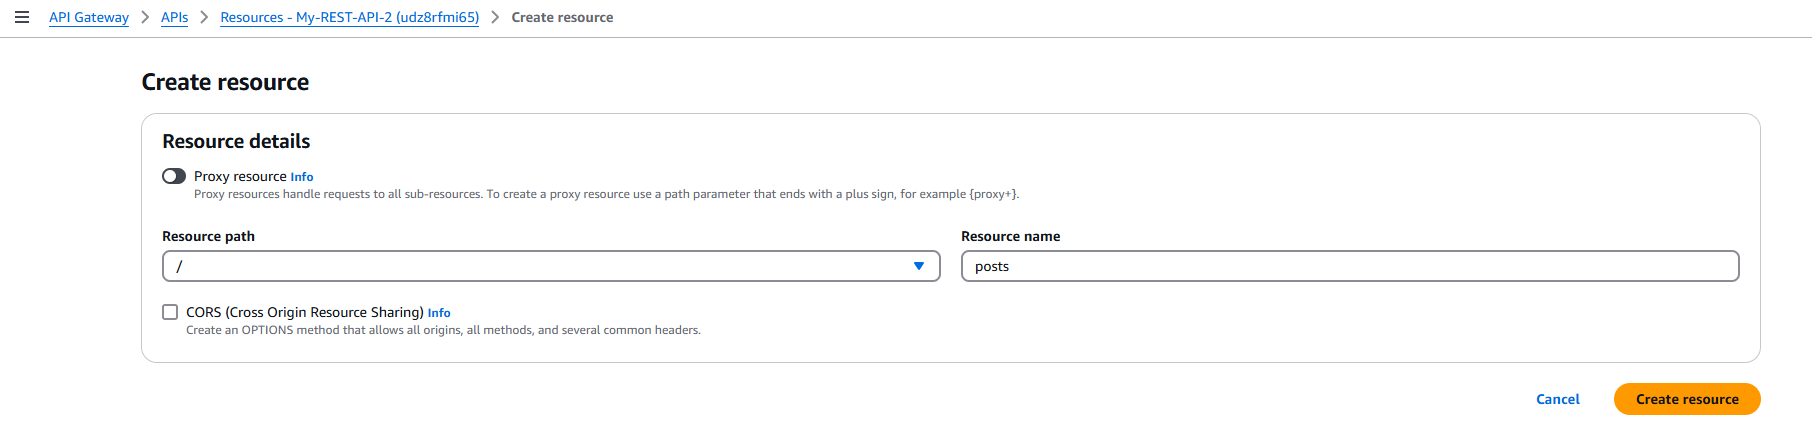 API Gateway > APIs > Resources - My-REST-API-2 (udz8rfmi65) > Create resource
Create resource
Resource details
Proxy resource Info
Proxy resources handle requests to all sub-resources. To create a proxy resource use a path parameter that ends with a plus sign, for example {proxy+}.
Resource path
/
Resource name
posts
CORS (Cross Origin Resource Sharing) Info
Create an OPTIONS method that allows all origins, all methods, and several common headers.
Cancel
Create resource